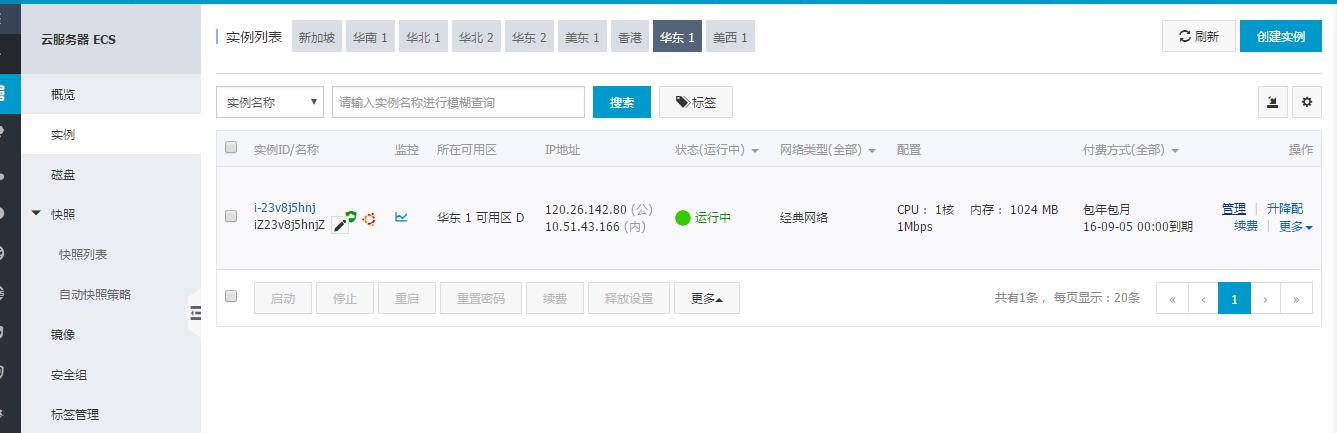 云服务器 ECS
概览
实例
磁盘
快照
快照列表
自动快照策略
镜像
安全组
标签管理
实例列表 新加坡 华南 1 华北 1 华北 2 华东 2 美东 1 香港 华东 1 美西 1 刷新 创建实例
实例名称 请输入实例名称进行模糊查询 搜索 标签
实例ID/名称 监控 所在可用区 IP地址 状态(运行中) 网络类型(全部) 配置 付费方式(全部) 操作
i-23v8j5hnj
iZ23v8j5hnjZ
华东 1 可用区 D
120.26.142.80 (公)
10.51.43.166 (内)
运行中
经典网络
CPU： 1核 内存： 1024 MB
1Mbps
包年包月
16-09-05 00:00到期
管理 | 升降配
续费 | 更多
启动 停止 重启 重置密码 续费 释放设置 更多 共有1条， 每页显示：20条 « ‹ 1 › »